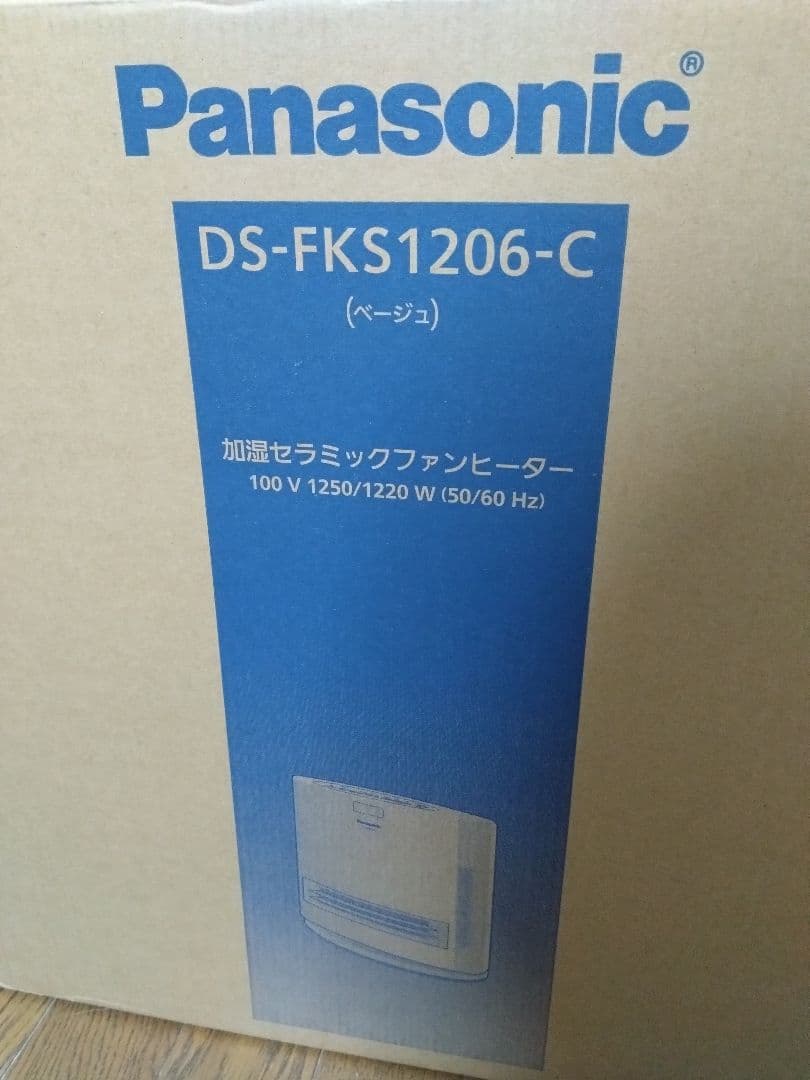 Panasonic®
DS-FKS1206-C
(ベージュ)
加湿セラミックファンヒーター
100 V 1250/1220 W (50/60 Hz)
Panasonic